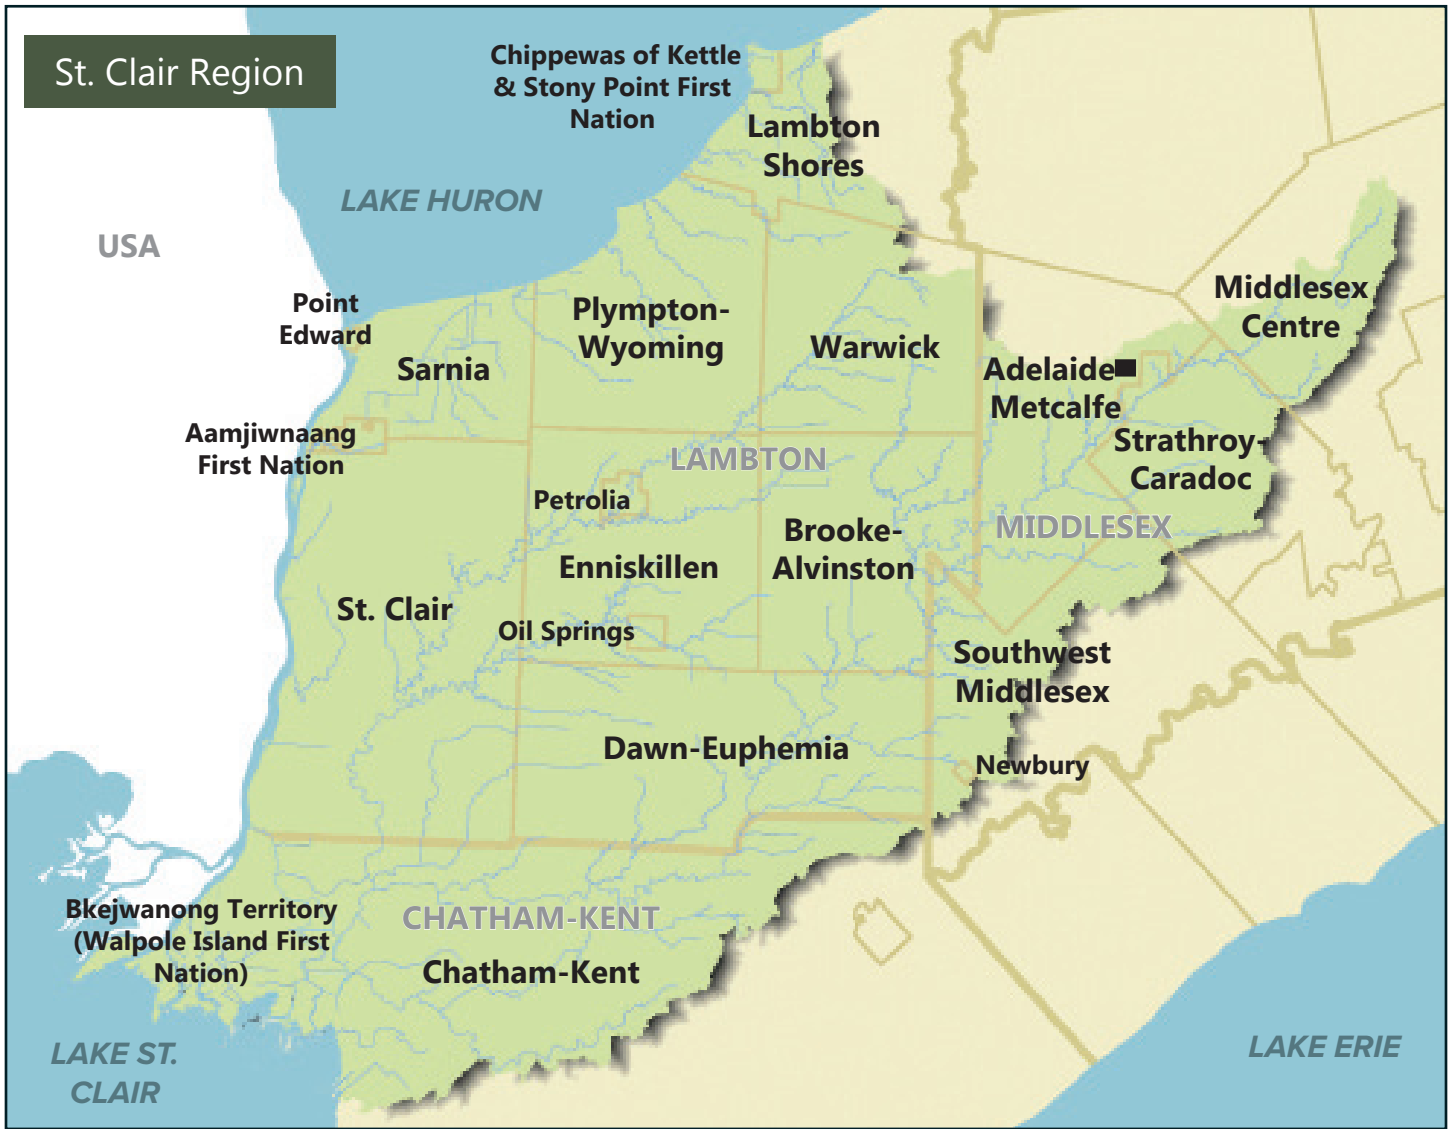 St. Clair Region
Chippewas of Kettle
& Stony Point First
Nation
Lambton
Shores
LAKE HURON
USA
Point
Edward
Sarnia
Plympton-
Wyoming
Warwick
Middlesex
Centre
Adelaide
Metcalfe
Aamjiwnaang
First Nation
LAMBTON
Strathroy-
Caradoc
Petrolia
Brooke-
Alvinston
MIDDLESEX
Enniskillen
St. Clair
Oil Springs
Southwest
Middlesex
Dawn-Euphemia
Newbury
Bkejwanong Territory
(Walpole Island First
Nation)
CHATHAM-KENT
Chatham-Kent
LAKE ST.
CLAIR
LAKE ERIE